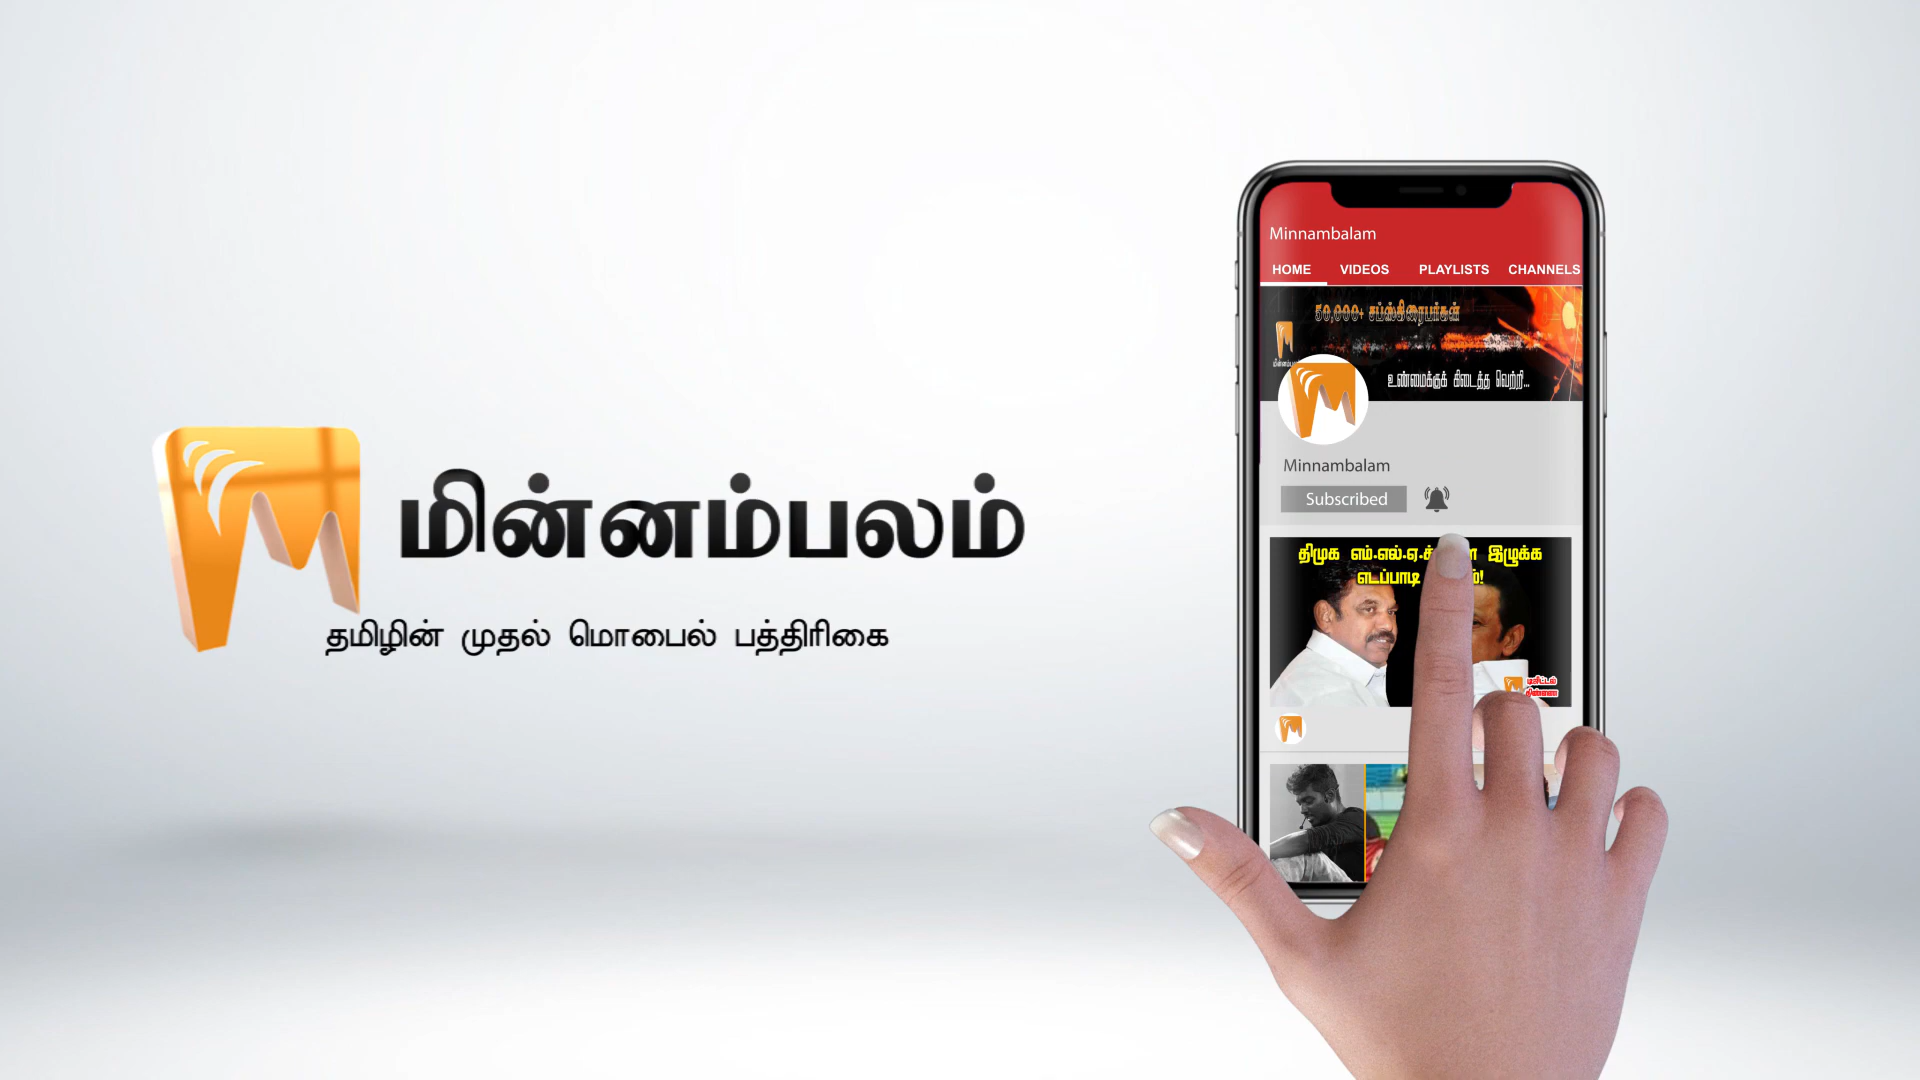 மின்னம்பலம்
தமிழின் முதல் மொபைல் பத்திரிகை
Minnambalam
HOME VIDEOS PLAYLISTS CHANNELS
50,000+ சப்ஸ்கிரைபர்கள்
உண்மைக்குக் கிடைத்த வெற்றி...
Minnambalam
Subscribed
திமுக எம்.எல்.ஏ. இழுக்க
எடப்பாடி
டிஜிட்டல்
திண்ணை